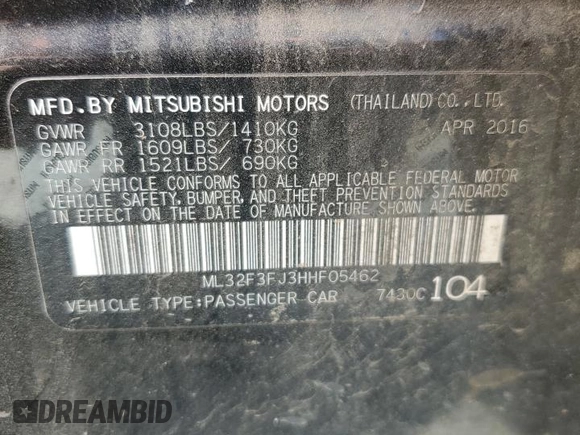 MFD.BY MITSUBISHI MOTORS (THAILAND)CO.,LTD.
GVWR 3108LBS/1410KG APR 2016
GAWR FR 1609LBS/ 730KG
GAWR RR 1521LBS/ 690KG
THIS VEHICLE CONFORMS TO ALL APPLICABLE FEDERAL MOTOR
VEHICLE SAFETY, BUMPER, AND THEFT PREVENTION STANDARDS
IN EFFECT ON THE DATE OF MANUFACTURE SHOWN ABOVE.
ML32F3FJ3HHF05462
VEHICLE TYPE:PASSENGER CAR 7430C 104
DREAMBID